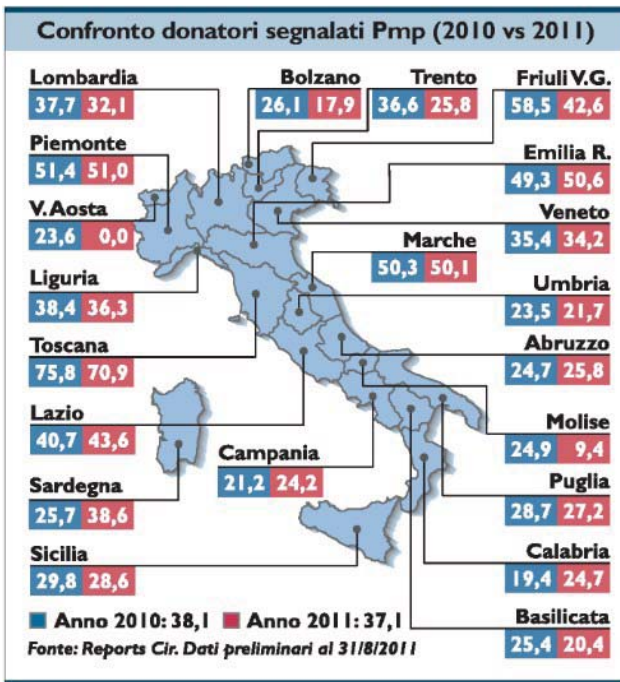 Confronto donatori segnalati Pmp (2010 vs 2011)
Lombardia
37,7 32,1
Bolzano
26,1 17,9
Trento
36,6 25,8
Friuli V.G.
58,5 42,6
Piemonte
51,4 51,0
Emilia R.
49,3 50,6
V. Aosta
23,6 0,0
Veneto
35,4 34,2
Marche
50,3 50,1
Liguria
38,4 36,3
Umbria
23,5 21,7
Toscana
75,8 70,9
Abruzzo
24,7 25,8
Lazio
40,7 43,6
Molise
24,9 9,4
Campania
21,2 24,2
Sardegna
25,7 38,6
Puglia
28,7 27,2
Sicilia
29,8 28,6
Calabria
19,4 24,7
Basilicata
25,4 20,4
Anno 2010: 38,1 Anno 2011: 37,1
Fonte: Reports Cir. Dati preliminari al 31/8/2011